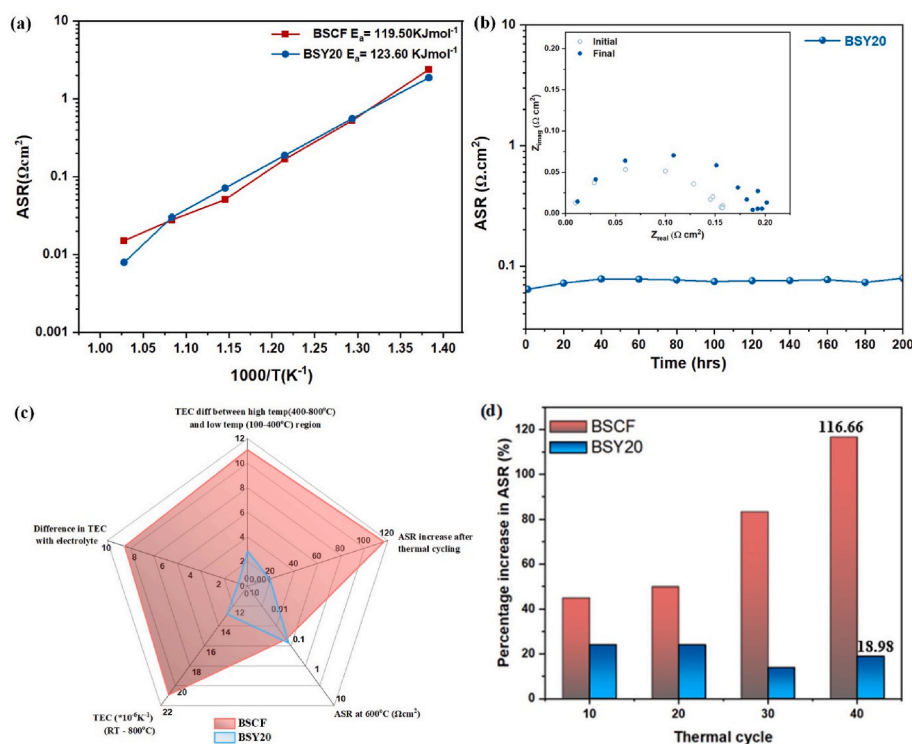 (a)
BSCF Ea= 119.50KJmol-1
BSY20 Ea= 123.60 KJmol-1
10
1
0.1
0.01
0.001
ASR(Ωcm2)
1.00 1.05 1.10 1.15 1.20 1.25 1.30 1.35 1.40
1000/T(K-1)
(b)
BSY20
10
1
0.1
ASR (Ω.cm2)
Initial
Final
0.20
0.15
0.10
0.05
0.00
Zimag (Ω cm2)
0.00 0.05 0.10 0.15 0.20
Zreal (Ω cm2)
0 20 40 60 80 100 120 140 160 180 200
Time (hrs)
(c)
TEC diff between high temp(400-800°C)
and low temp (100-400°C) region
12
10
8
6
4
2
0
Difference in TEC
with electrolyte
10 8 6 4 2
ASR increase after
thermal cycling
20 40 60 80 100 120
0.001
0.01
0.1
1
10
ASR at 600°C (Ωcm2)
10
12
14
16
18
20
22
TEC (*10-6K-1)
(RT - 800°C)
BSCF
BSY20
(d)
BSCF
BSY20
116.66
18.98
120
100
80
60
40
20
0
Percentage increase in ASR (%)
10 20 30 40
Thermal cycle